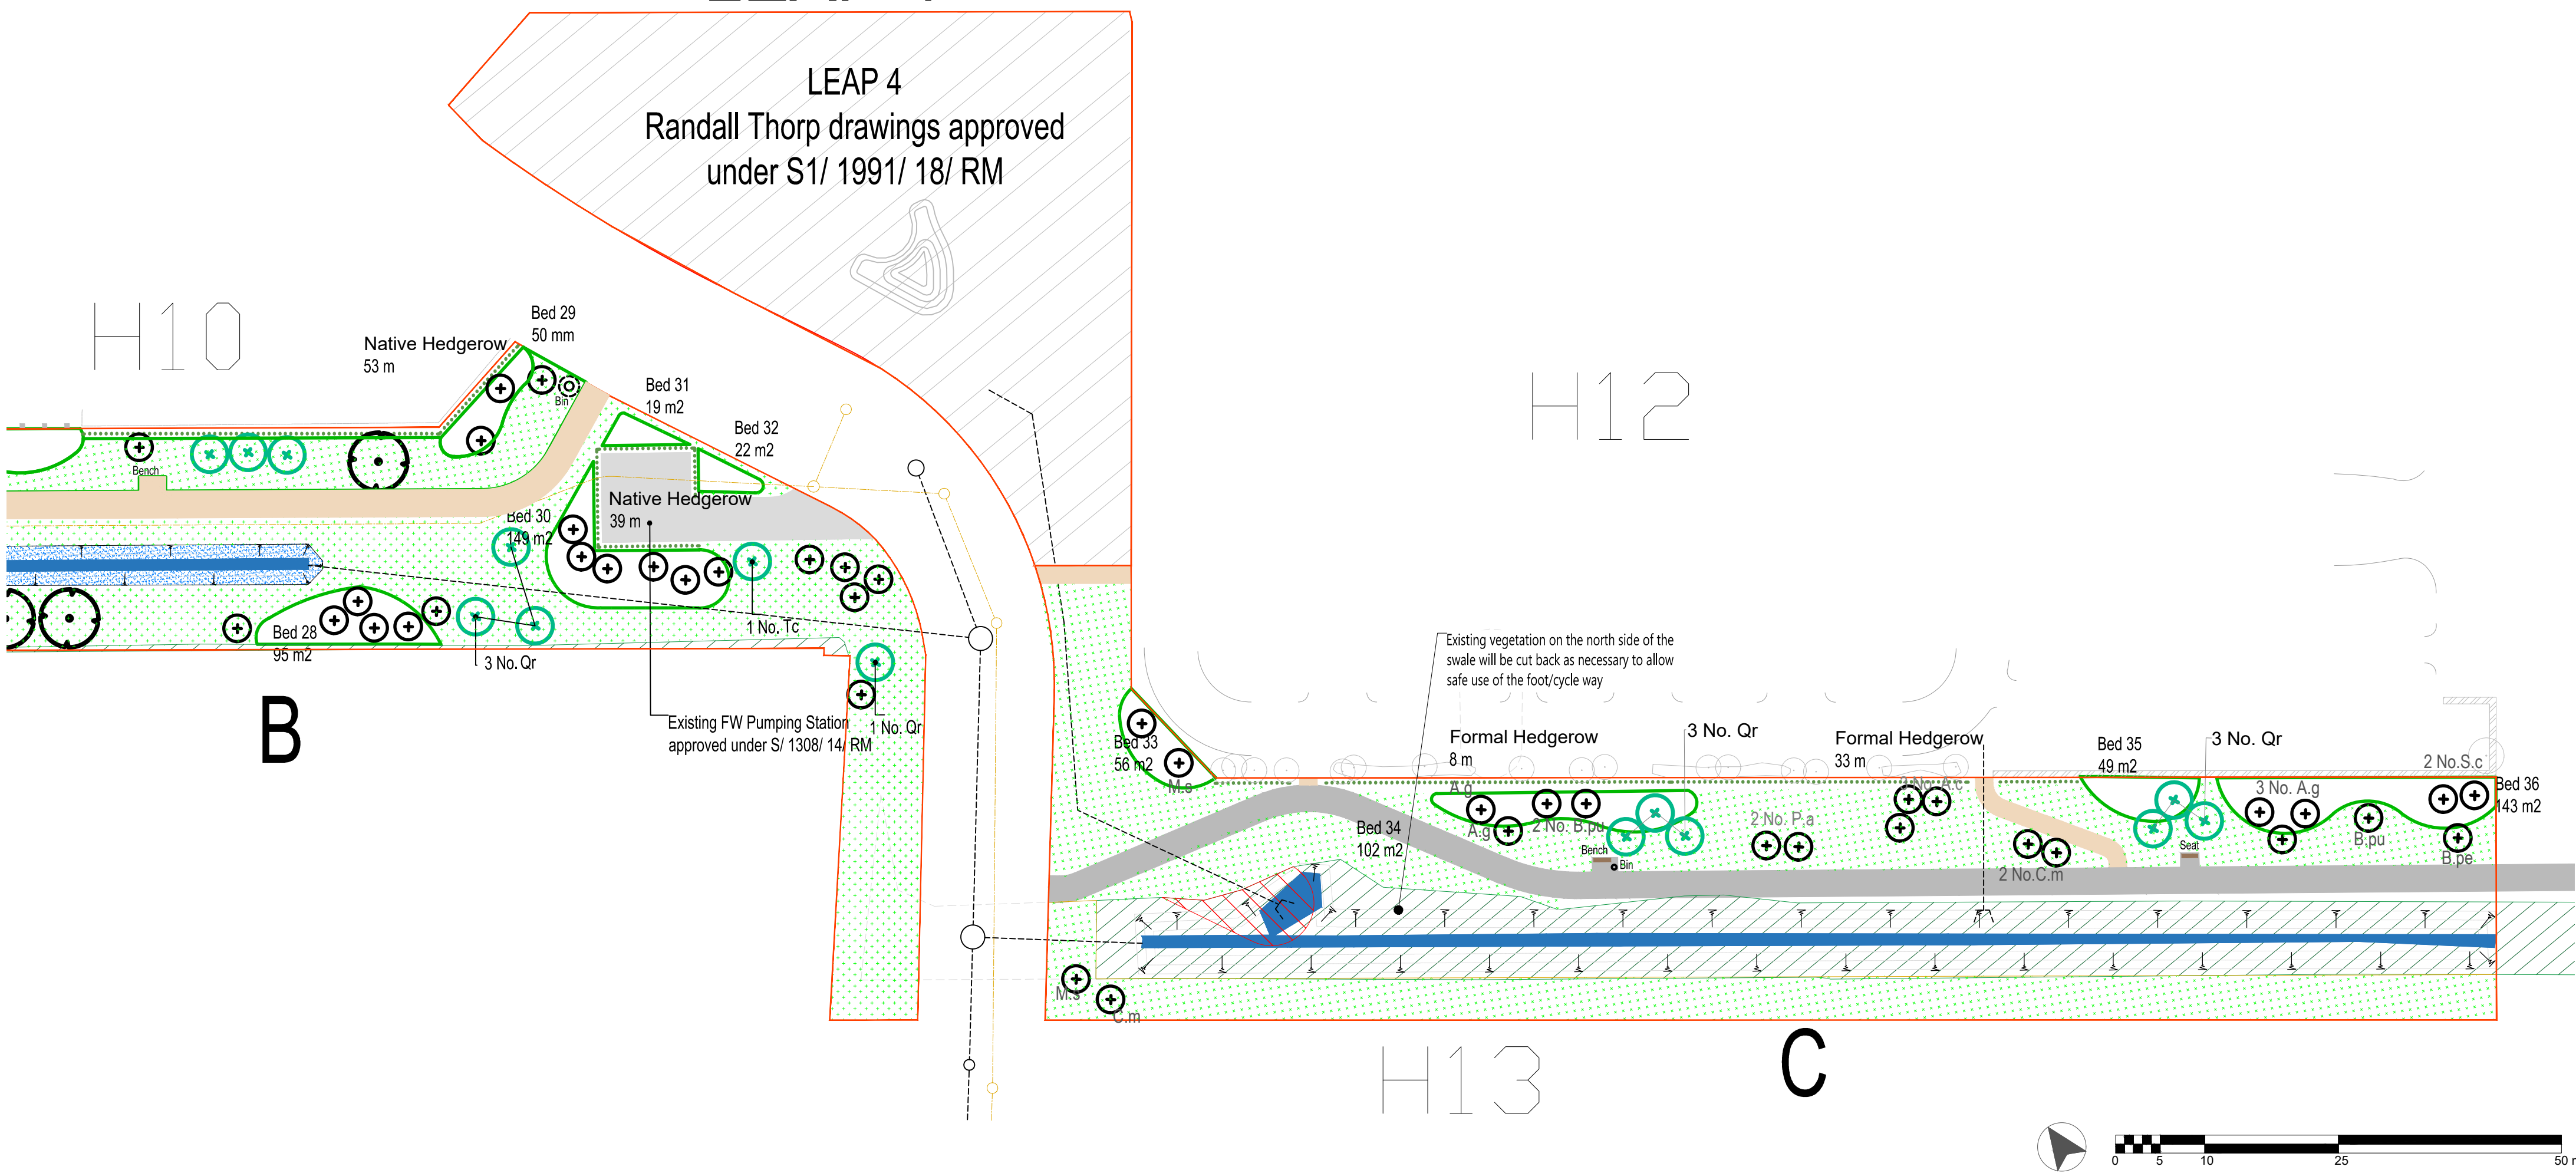 LEAP 4
Randall Thorp drawings approved
under S1/ 1991/ 18/ RM
H10
Native Hedgerow
53 m
Bed 29
50 mm
Bin
Bench
Bed 31
19 m2
Bed 32
22 m2
Native Hedgerow
39 m
Bed 30
149 m2
Bed 28
95 m2
3 No. Qr
1 No. Tc
1 No. Qr
Existing FW Pumping Station
approved under S/ 1308/ 14/ RM
B
H12
Existing vegetation on the north side of the
swale will be cut back as necessary to allow
safe use of the foot/cycle way
Bed 33
56 m2
M.s
Formal Hedgerow
8 m
A.g
A.g
2 No. B.pu
3 No. Qr
Bench
Bin
Bed 34
102 m2
2 No. P.a
Formal Hedgerow
33 m
3 No. A.c
2 No.C.m
Bed 35
49 m2
3 No. Qr
Seat
3 No. A.g
B.pu
2 No.S.c
B.pe
Bed 36
143 m2
M.s
C.m
H13
C
0 5 10 25 50 m